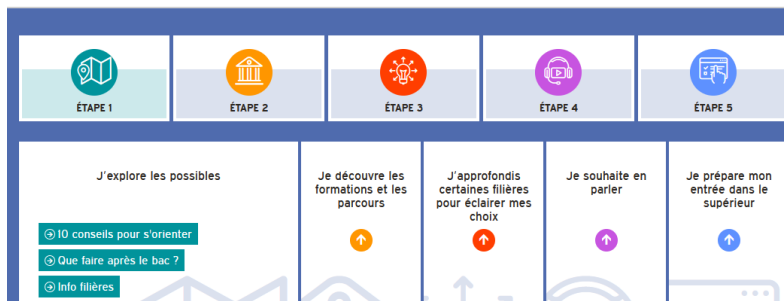 ÉTAPE 1
ÉTAPE 2
ÉTAPE 3
ÉTAPE 4
ÉTAPE 5
J'explore les possibles
10 conseils pour s'orienter
Que faire après le bac ?
Info filières
Je découvre les
formations et les
parcours
J'approfondis
certaines filières
pour éclairer mes
choix
Je souhaite en
parler
Je prépare mon
entrée dans le
supérieur